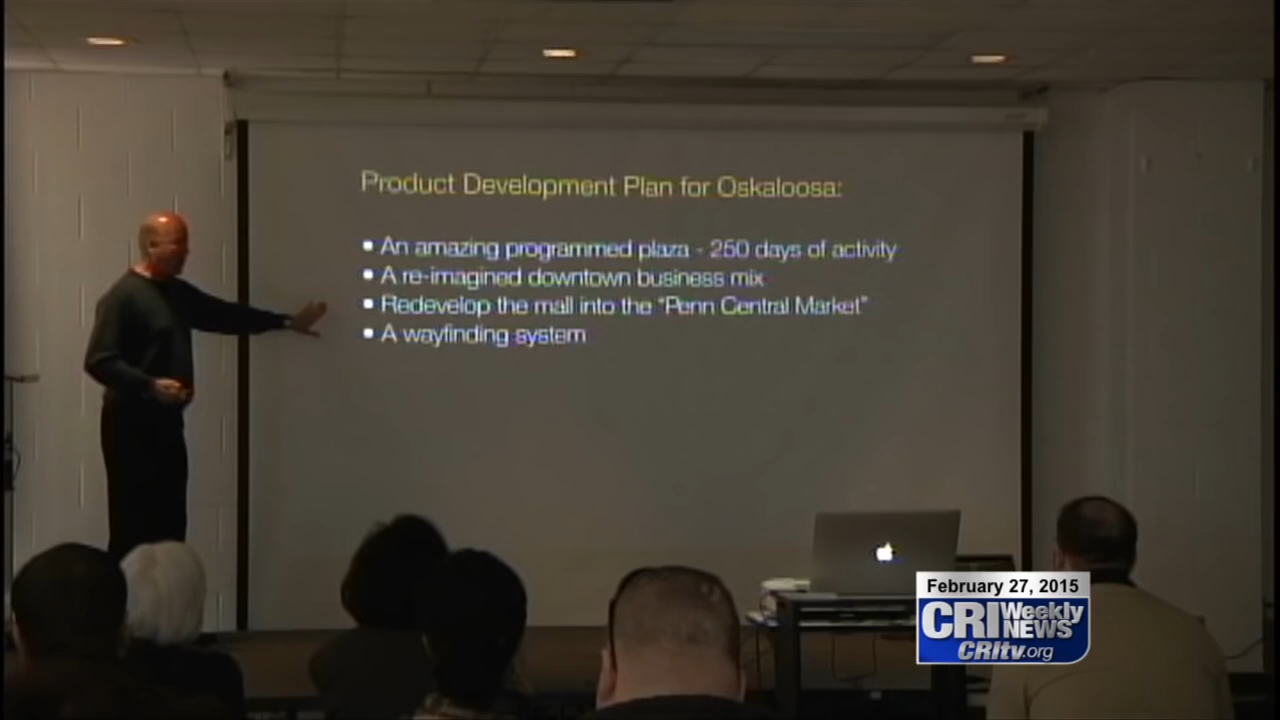 Product Development Plan for Oskaloosa:
▪ An amazing programmed plaza - 250 days of activity
▪ A re-imagined downtown business mix
▪ Redevelop the mall into the "Penn Central Market"
▪ A wayfinding system
February 27, 2015
CRI Weekly NEWS
CRItv.org